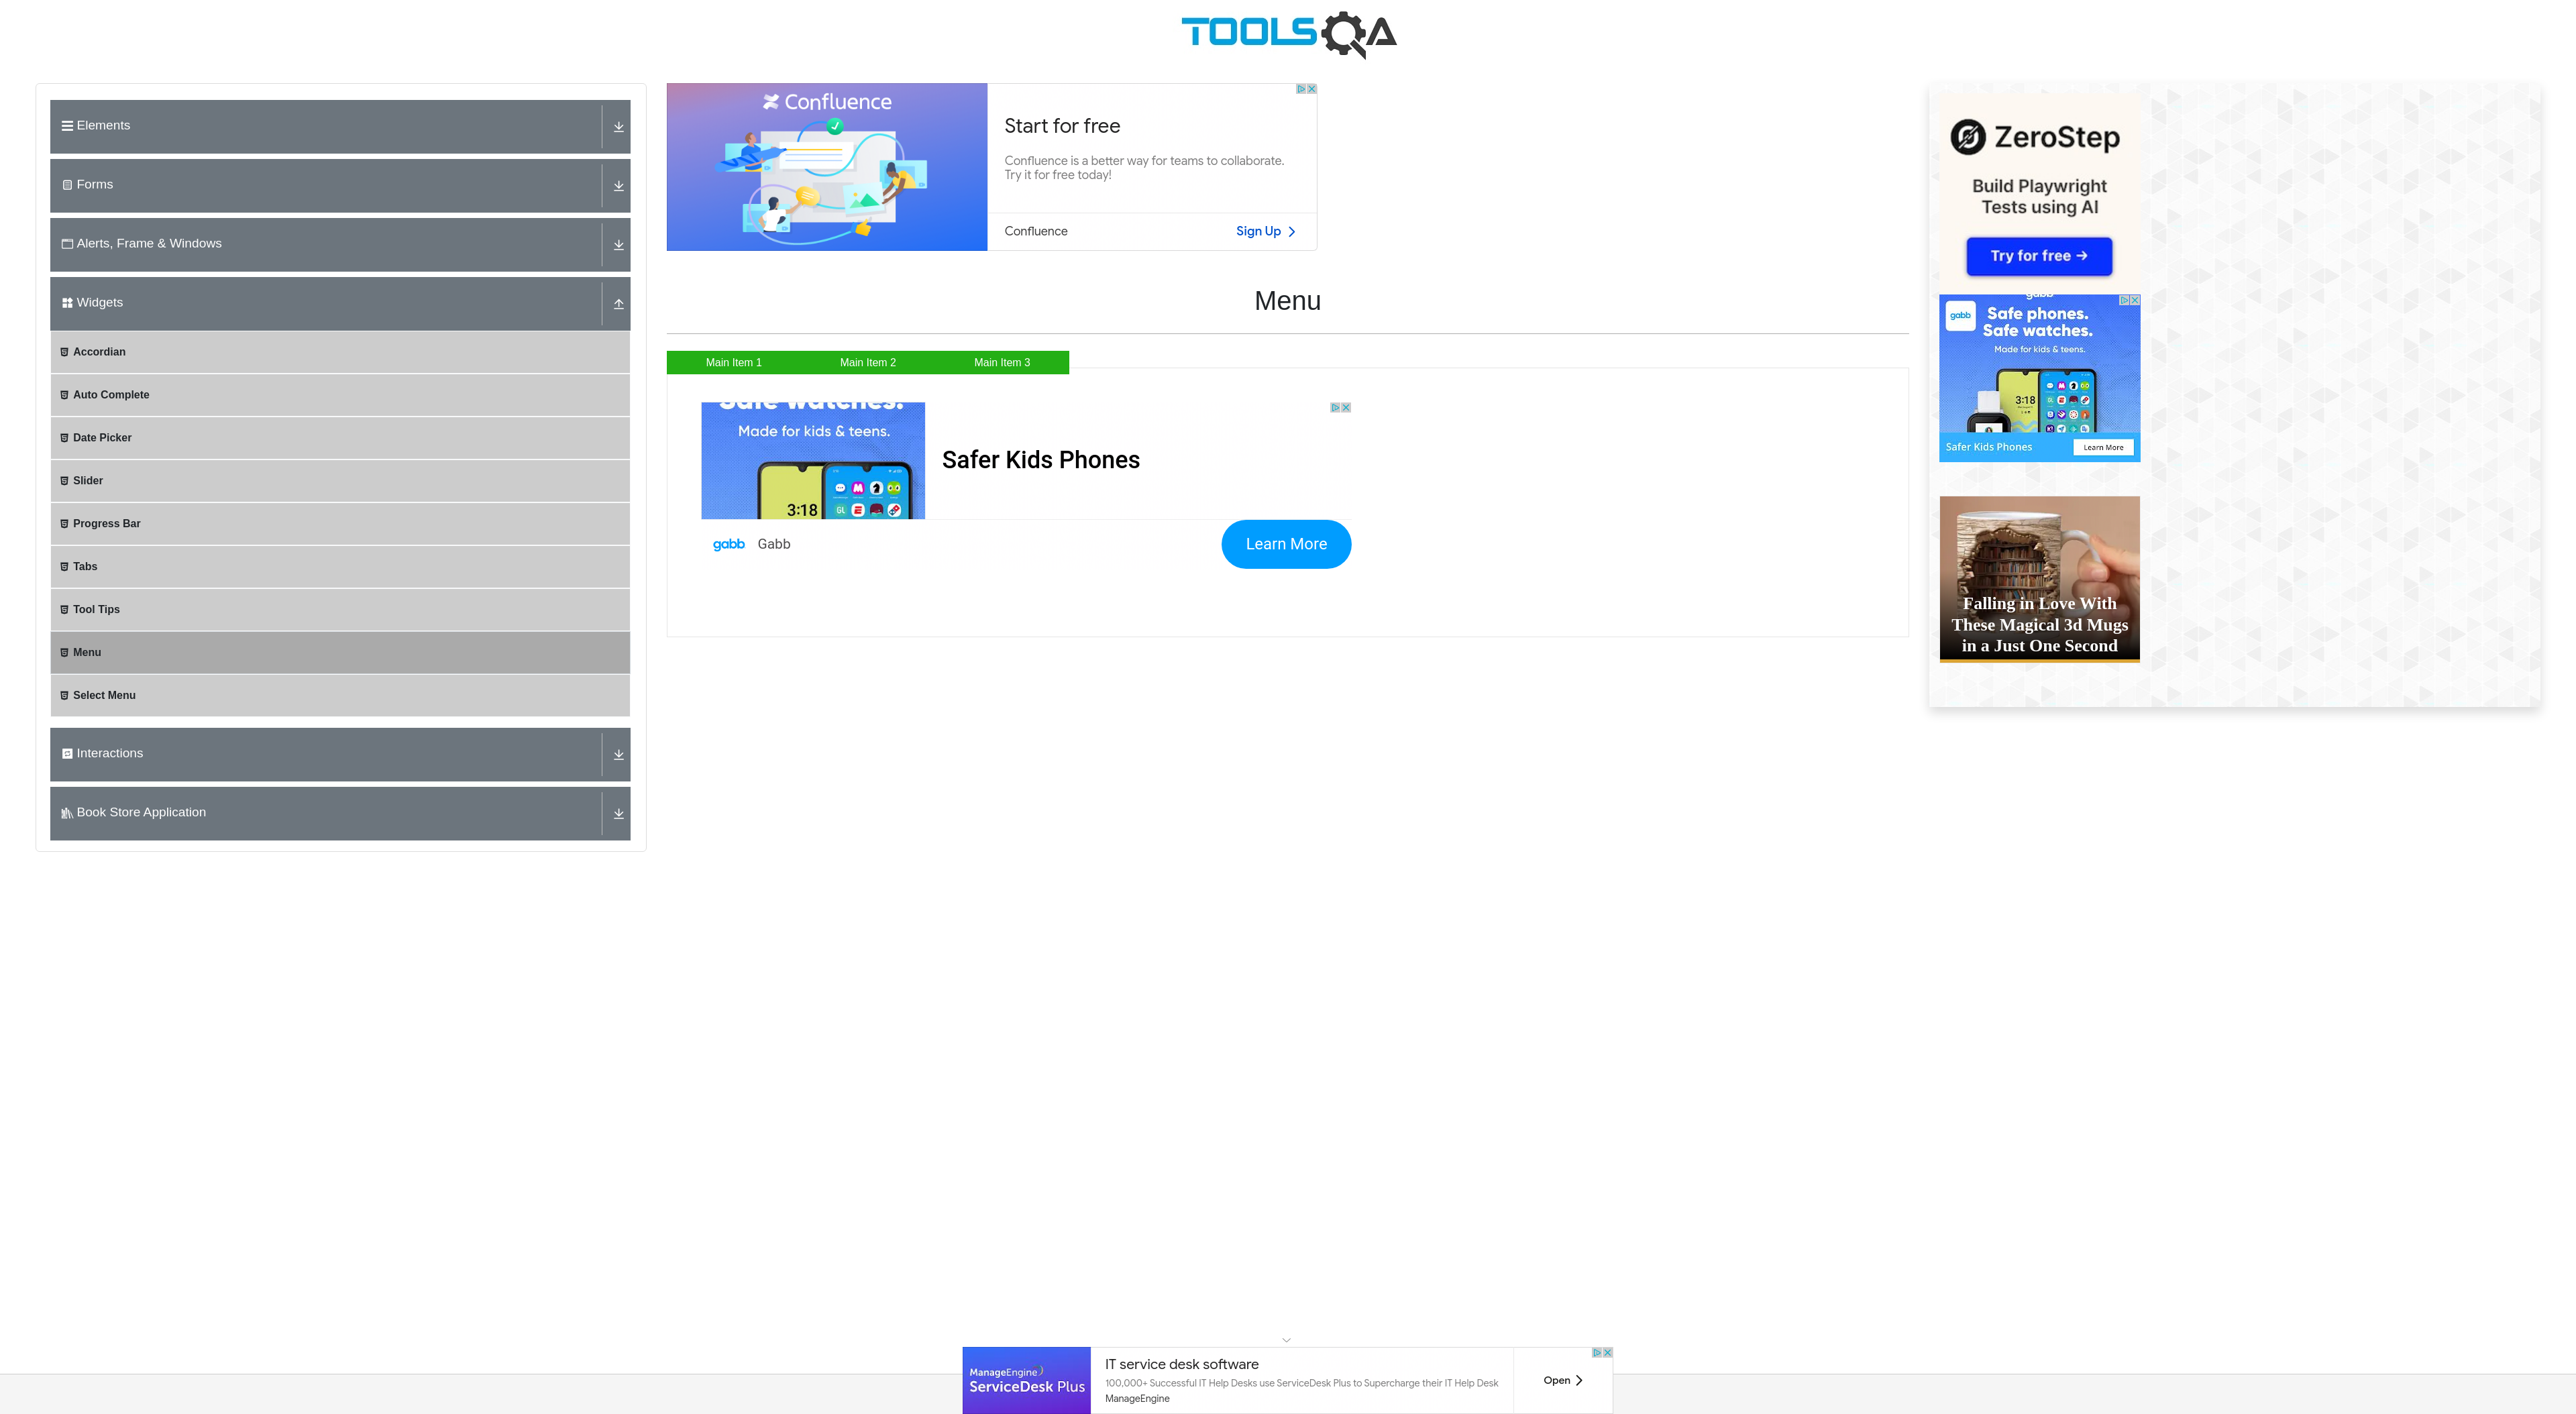 TOOLSQA
Elements
Forms
Alerts, Frame & Windows
Widgets
Accordian
Auto Complete
Date Picker
Slider
Progress Bar
Tabs
Tool Tips
Menu
Select Menu
Interactions
Book Store Application
Confluence
Start for free
Confluence is a better way for teams to collaborate.
Try it for free today!
Confluence
Sign Up
Menu
Main Item 1
Main Item 2
Main Item 3
Safe watches.
Made for kids & teens.
3:18
Safer Kids Phones
gabb
Gabb
Learn More
ZeroStep
Build Playwright
Tests using AI
Try for free →
gabb
gabb
Safe phones.
Safe watches.
Made for kids & teens.
3:18
Safer Kids Phones
Learn More
Falling in Love With
These Magical 3d Mugs
in a Just One Second
ManageEngine
ServiceDesk Plus
IT service desk software
100,000+ Successful IT Help Desks use ServiceDesk Plus to Supercharge their IT Help Desk
ManageEngine
Open